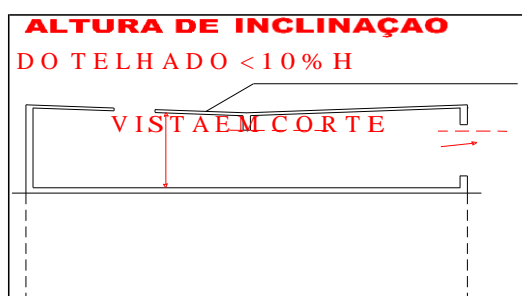 ALTURA DE INCLINAÇAO
DO TELHADO <10% H
VISTA EM CORTE